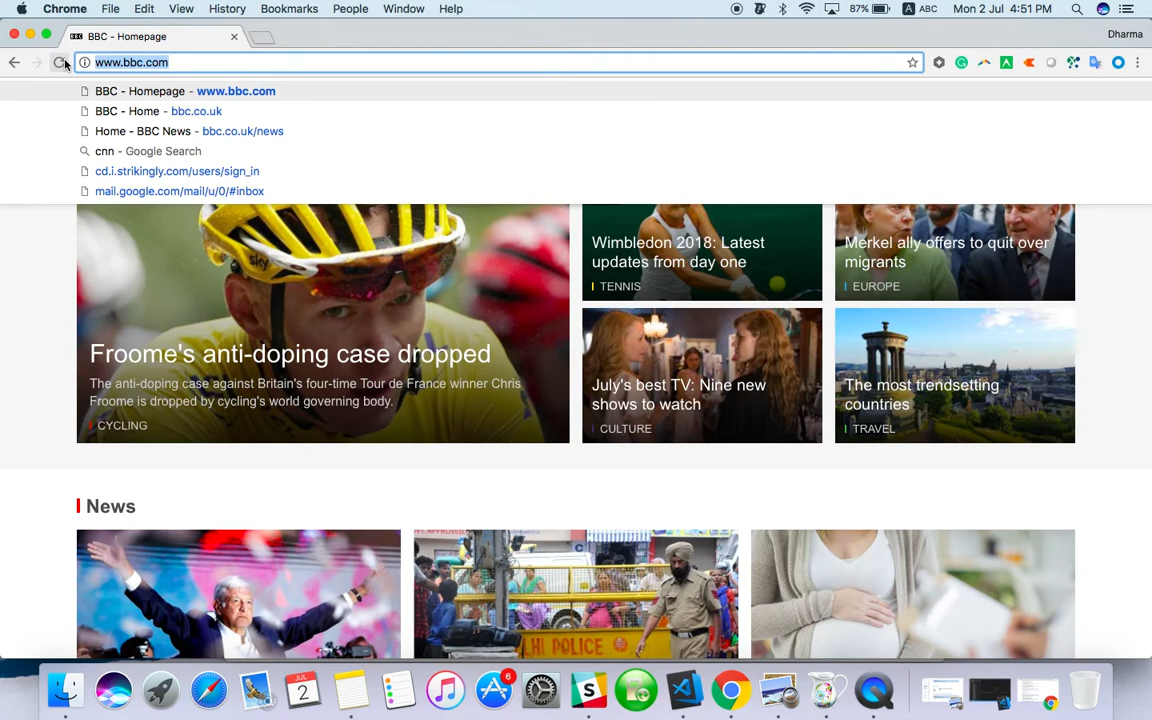 Chrome File Edit View History Bookmarks People Window Help 87% A ABC Mon 2 Jul 4:51 PM
BBC - Homepage
Dharma
www.bbc.com
BBC - Homepage - www.bbc.com
BBC - Home - bbc.co.uk
Home - BBC News - bbc.co.uk/news
cnn - Google Search
cd.i.strikingly.com/users/sign_in
mail.google.com/mail/u/0/#inbox
sky
Froome's anti-doping case dropped
The anti-doping case against Britain's four-time Tour de France winner Chris
Froome is dropped by cycling's world governing body.
CYCLING
Wimbledon 2018: Latest
updates from day one
TENNIS
Merkel ally offers to quit over
migrants
EUROPE
July's best TV: Nine new
shows to watch
CULTURE
The most trendsetting
countries
TRAVEL
News
LHI POLICE
JUL
2
6
S